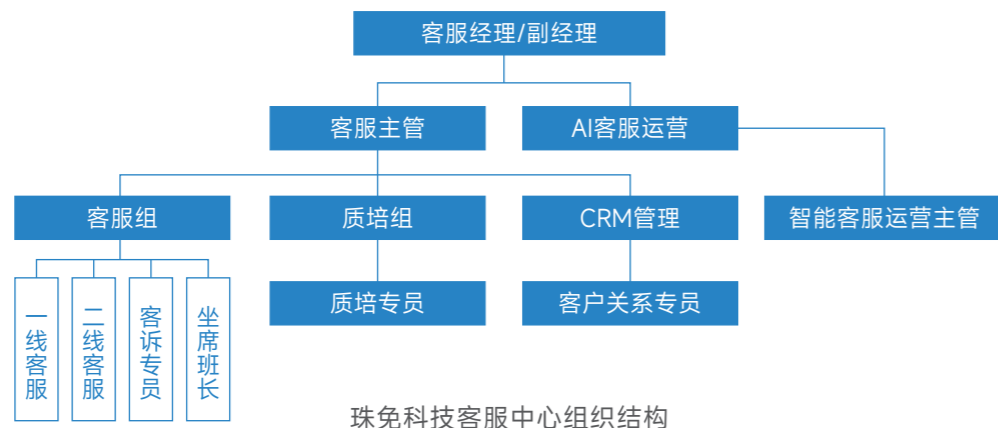 客服经理/副经理
客服主管
AI客服运营
客服组
质培组
CRM管理
智能客服运营主管
一线客服
二线客服
客诉专员
坐席班长
质培专员
客户关系专员
珠免科技客服中心组织结构